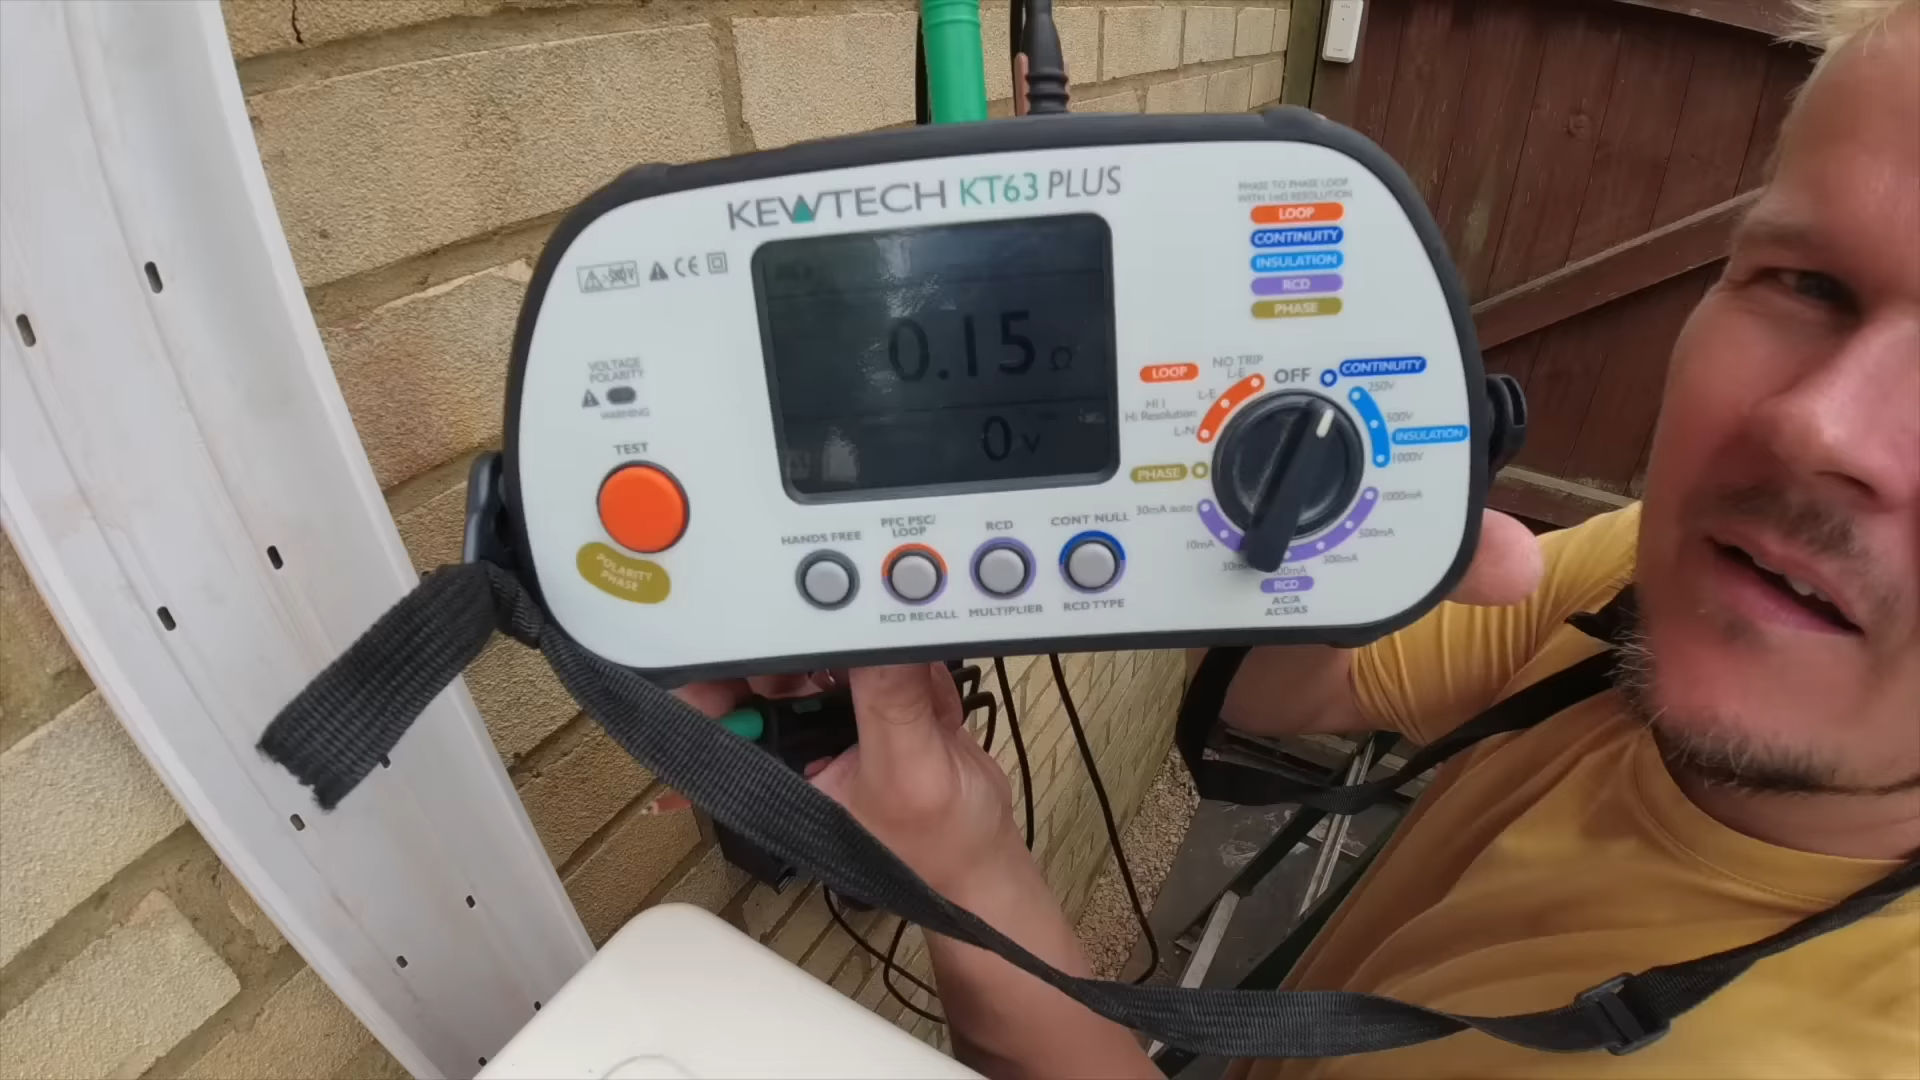 KEWTECH KT63 PLUS
PHASE TO PHASE LOOP
WITH 1mΩ RESOLUTION
LOOP
CONTINUITY
INSULATION
RCD
PHASE
CE
VOLTAGE
POLARITY
WARNING
TEST
POLARITY
PHASE
0.15 Ω
0 v
HANDS FREE
PFC PSC/
LOOP
RCD RECALL
RCD
MULTIPLIER
CONT NULL
RCD TYPE
LOOP
NO TRIP
L-E
L-E
HI I
Hi Resolution
L-N
OFF
CONTINUITY
250V
500V
INSULATION
1000V
PHASE
30mA auto
10mA
1000mA
500mA
300mA
RCD
AC/A
ACS/AS